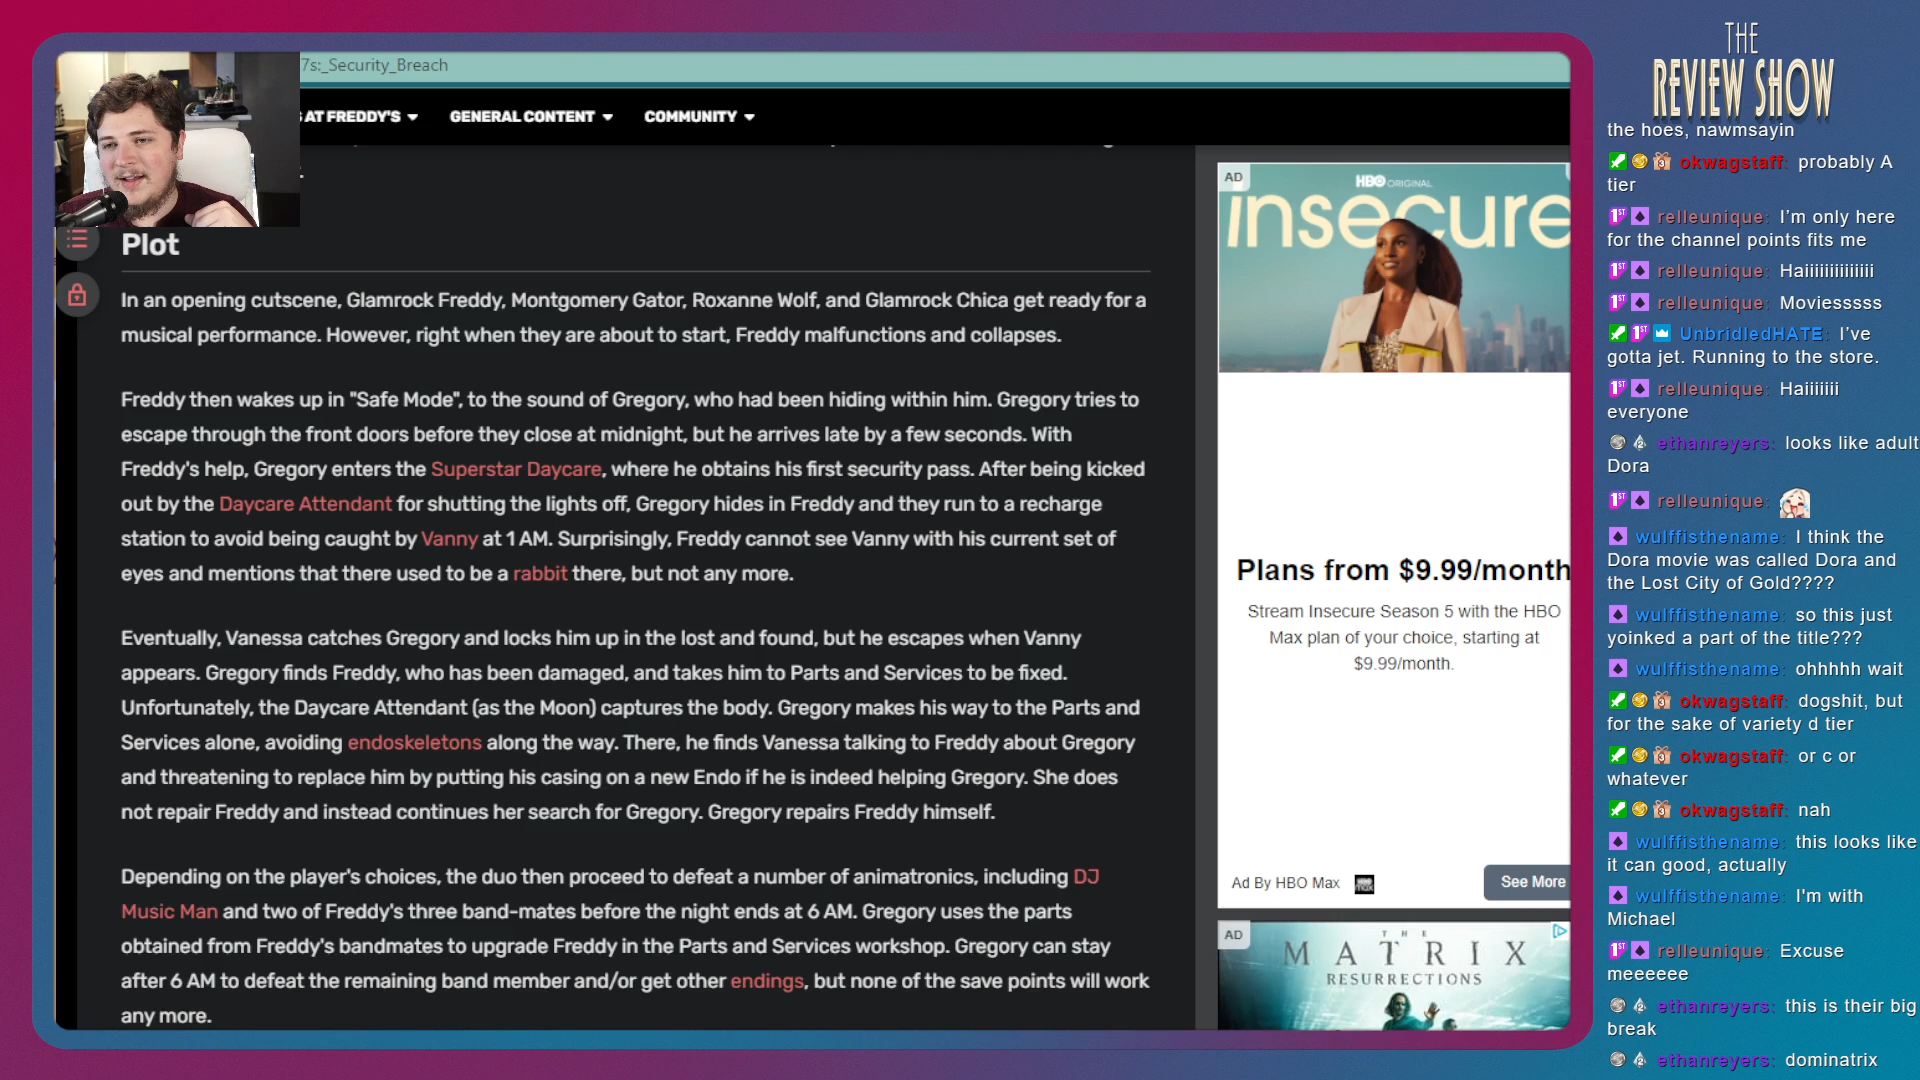 7s:_Security_Breach
AT FREDDY'S
GENERAL CONTENT
COMMUNITY
Plot
In an opening cutscene, Glamrock Freddy, Montgomery Gator, Roxanne Wolf, and Glamrock Chica get ready for a
musical performance. However, right when they are about to start, Freddy malfunctions and collapses.
Freddy then wakes up in "Safe Mode", to the sound of Gregory, who had been hiding within him. Gregory tries to
escape through the front doors before they close at midnight, but he arrives late by a few seconds. With
Freddy's help, Gregory enters the Superstar Daycare, where he obtains his first security pass. After being kicked
out by the Daycare Attendant for shutting the lights off, Gregory hides in Freddy and they run to a recharge
station to avoid being caught by Vanny at 1 AM. Surprisingly, Freddy cannot see Vanny with his current set of
eyes and mentions that there used to be a rabbit there, but not any more.
Eventually, Vanessa catches Gregory and locks him up in the lost and found, but he escapes when Vanny
appears. Gregory finds Freddy, who has been damaged, and takes him to Parts and Services to be fixed.
Unfortunately, the Daycare Attendant (as the Moon) captures the body. Gregory makes his way to the Parts and
Services alone, avoiding endoskeletons along the way. There, he finds Vanessa talking to Freddy about Gregory
and threatening to replace him by putting his casing on a new Endo if he is indeed helping Gregory. She does
not repair Freddy and instead continues her search for Gregory. Gregory repairs Freddy himself.
Depending on the player's choices, the duo then proceed to defeat a number of animatronics, including DJ
Music Man and two of Freddy's three band-mates before the night ends at 6 AM. Gregory uses the parts
obtained from Freddy's bandmates to upgrade Freddy in the Parts and Services workshop. Gregory can stay
after 6 AM to defeat the remaining band member and/or get other endings, but none of the save points will work
any more.
AD
HBO ORIGINAL
insecure
Plans from $9.99/month
Stream Insecure Season 5 with the HBO
Max plan of your choice, starting at
$9.99/month.
Ad By HBO Max
See More
AD
THE
MATRIX
RESURRECTIONS
THE
REVIEW SHOW
the hoes, nawmsayin
okwagstaff: probably A
tier
relleunique: I'm only here
for the channel points fits me
relleunique: Haiiiiiiiiiiiii
relleunique: Moviesssss
UnbridledHATE: I've
gotta jet. Running to the store.
relleunique: Haiiiiiii
everyone
ethanreyers: looks like adult
Dora
relleunique:
wulffisthename: I think the
Dora movie was called Dora and
the Lost City of Gold????
wulffisthename: so this just
yoinked a part of the title???
wulffisthename: ohhhhh wait
okwagstaff: dogshit, but
for the sake of variety d tier
okwagstaff: or c or
whatever
okwagstaff: nah
wulffisthename: this looks like
it can good, actually
wulffisthename: I'm with
Michael
relleunique: Excuse
meeeeee
ethanreyers: this is their big
break
ethanreyers: dominatrix